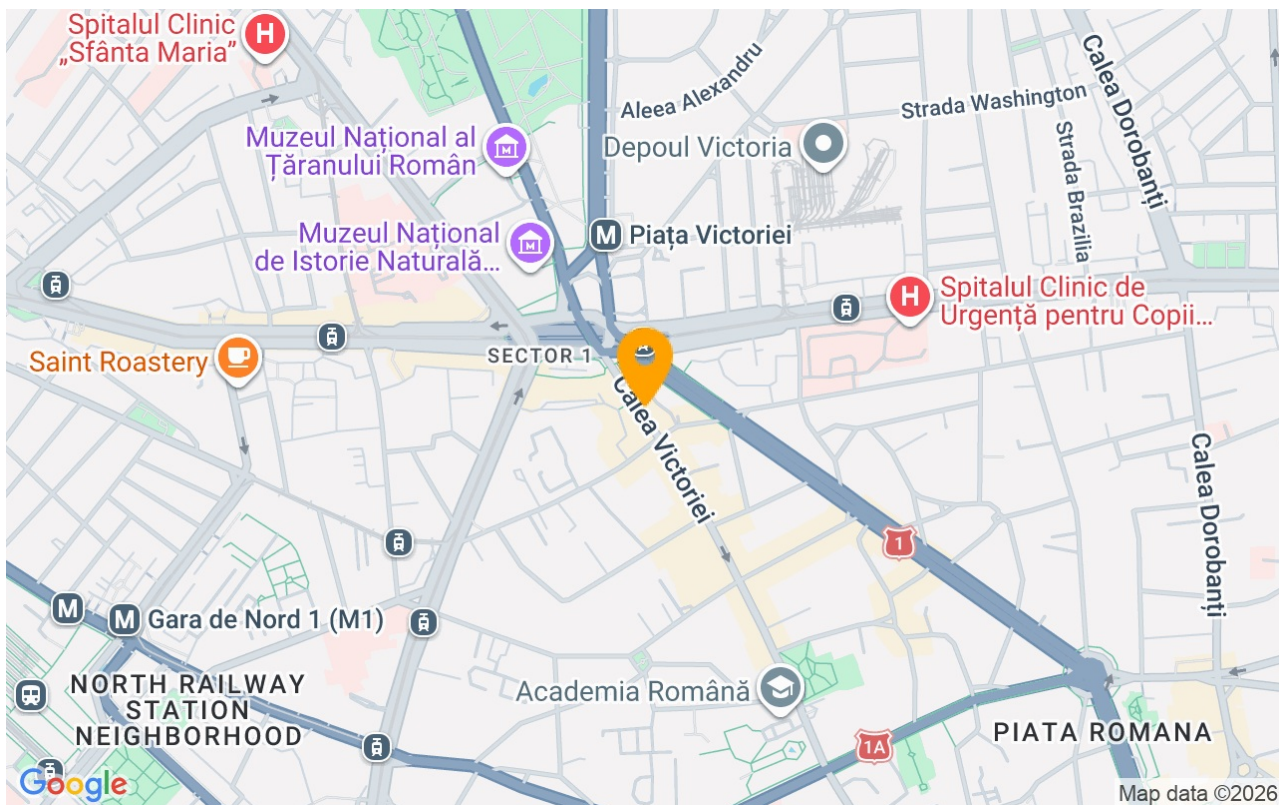 Spitalul Clinic
„Sfânta Maria”
H
Aleea Alexandru
Calea Dorobanți
Strada Washington
Muzeul Național al
Țăranului Român
M
Depoul Victoria
Strada Brazilia
Muzeul Național
de Istorie Naturală...
M
M
Piața Victoriei
H
Spitalul Clinic de
Urgență pentru Copii...
SECTOR 1
Saint Roastery
Calea Victoriei
Calea Dorobanți
1
M
M
Gara de Nord 1 (M1)
NORTH RAILWAY
STATION
NEIGHBORHOOD
Academia Română
1A
PIATA ROMANA
Google
Map data ©2026